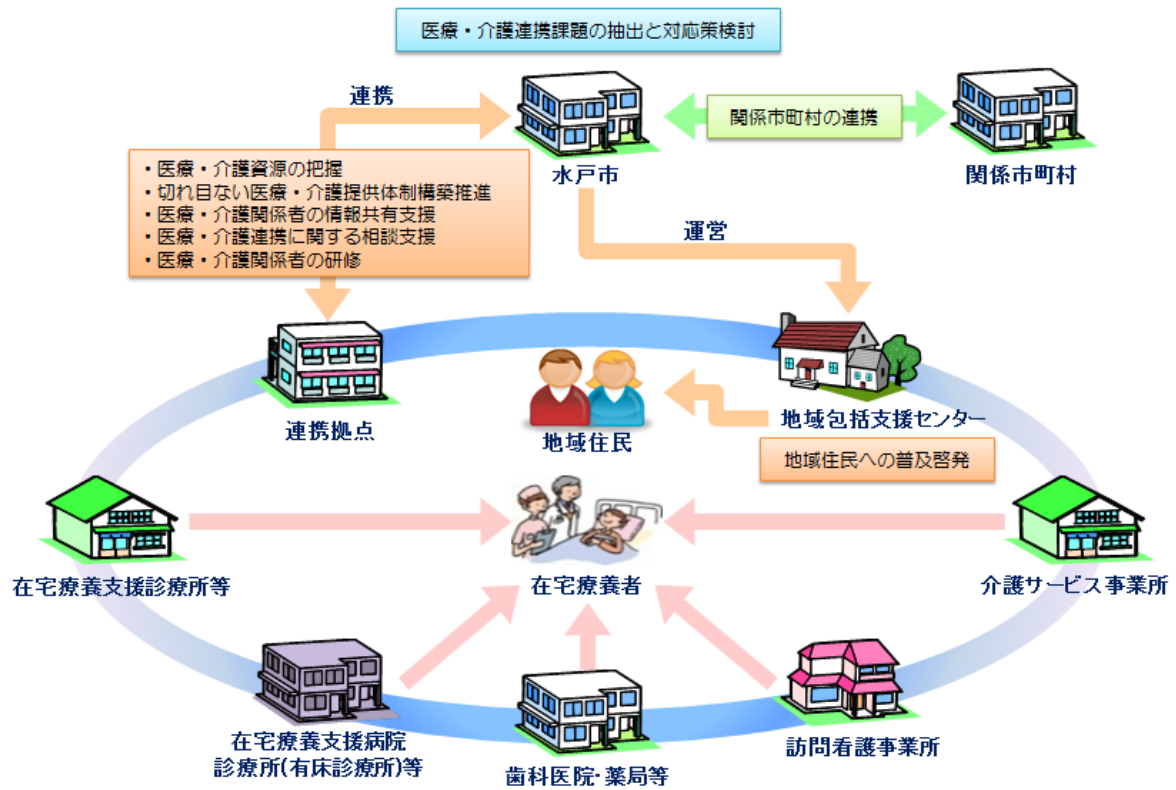 医療・介護連携課題の抽出と対応策検討
連携
関係市町村の連携
水戸市
関係市町村
・医療・介護資源の把握
・切れ目ない医療・介護提供体制構築推進
・医療・介護関係者の情報共有支援
・医療・介護連携に関する相談支援
・医療・介護関係者の研修
運営
連携拠点
地域住民
地域包括支援センター
地域住民への普及啓発
在宅療養支援診療所等
在宅療養者
介護サービス事業所
在宅療養支援病院
診療所(有床診療所)等
歯科医院・薬局等
訪問看護事業所